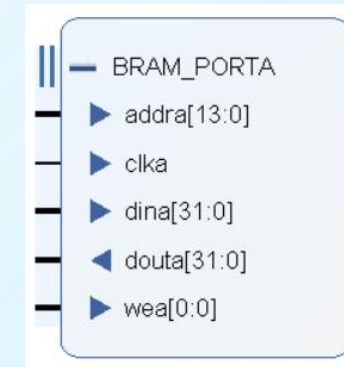 BRAM_PORTA
addra[13:0]
clka
dina[31:0]
douta[31:0]
wea[0:0]